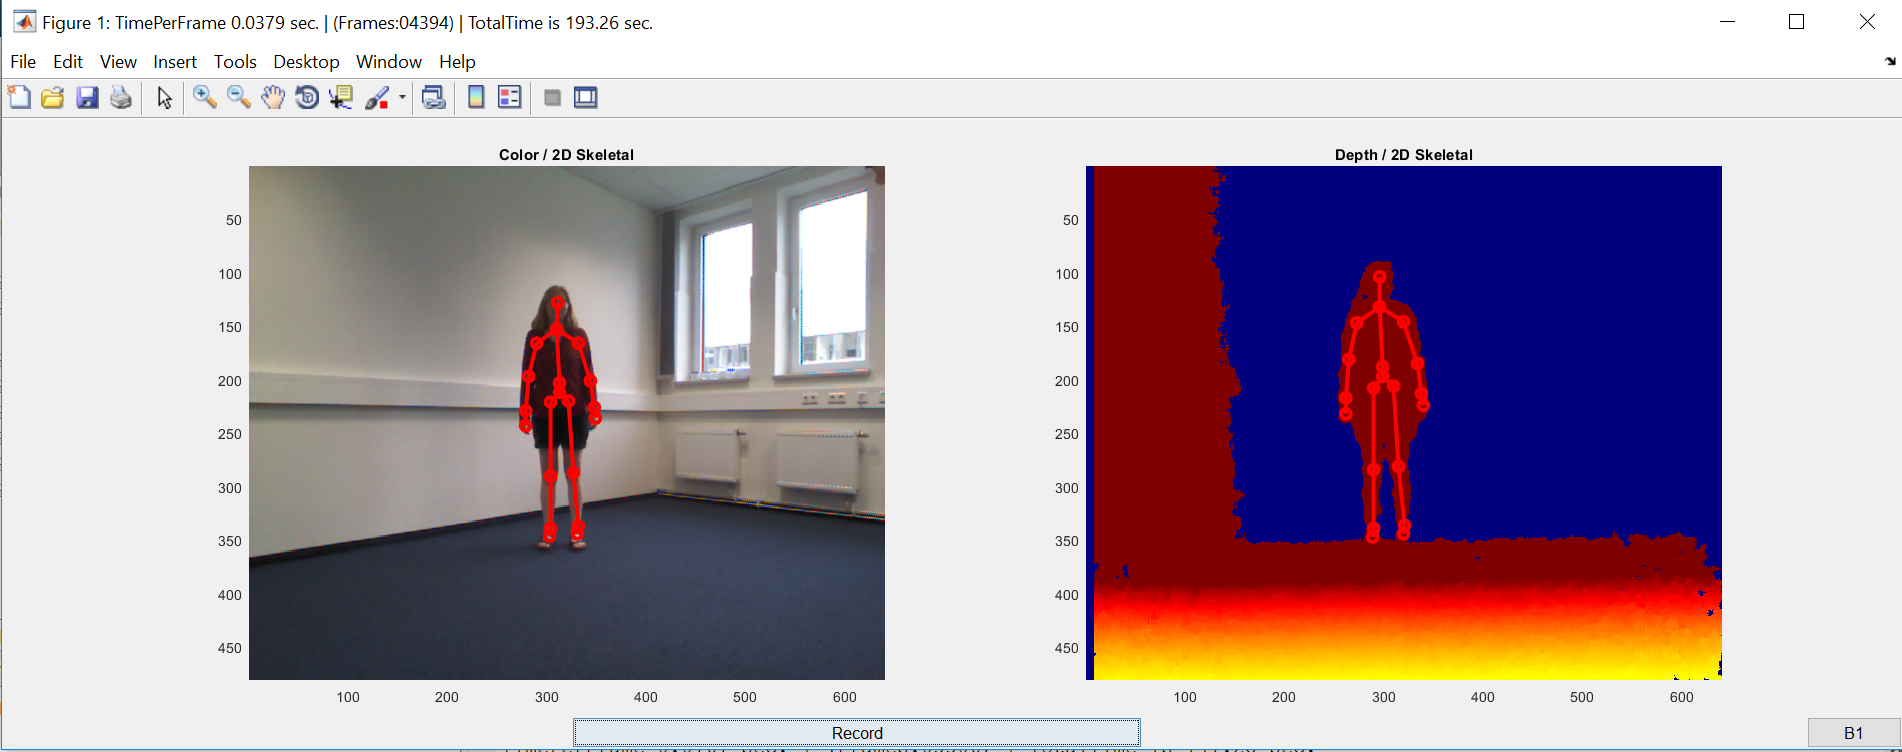 Figure 1: TimePerFrame 0.0379 sec. | (Frames:04394) | TotalTime is 193.26 sec.
File Edit View Insert Tools Desktop Window Help
Color / 2D Skeletal
50
100
150
200
250
300
350
400
450
100 200 300 400 500 600
Depth / 2D Skeletal
50
100
150
200
250
300
350
400
450
100 200 300 400 500 600
Record
B1